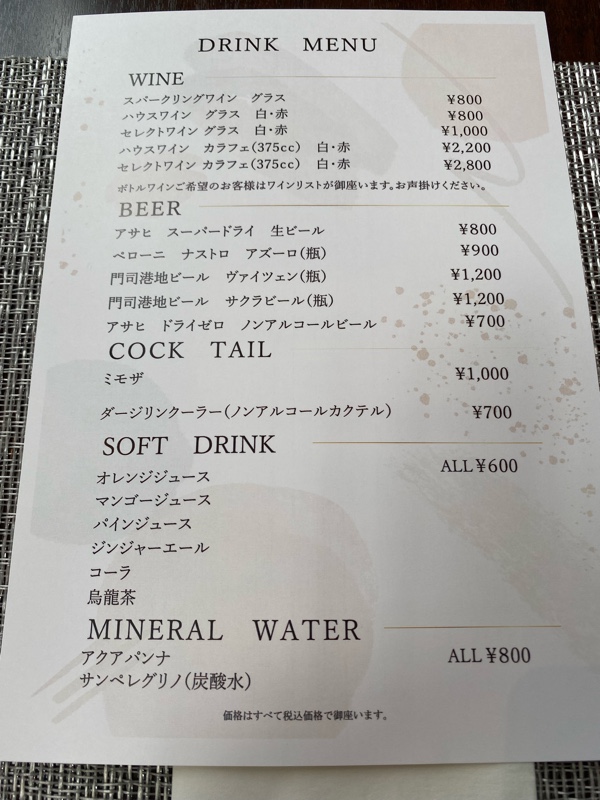 DRINK MENU
WINE
スパークリングワイン グラス ¥800
ハウスワイン グラス 白・赤 ¥800
セレクトワイン グラス 白・赤 ¥1,000
ハウスワイン カラフェ(375cc) 白・赤 ¥2,200
セレクトワイン カラフェ(375cc) 白・赤 ¥2,800
ボトルワインご希望のお客様はワインリストが御座います。お声掛けください。
BEER
アサヒ スーパードライ 生ビール ¥800
ペローニ ナストロ アズーロ(瓶) ¥900
門司港地ビール ヴァイツェン(瓶) ¥1,200
門司港地ビール サクラビール(瓶) ¥1,200
アサヒ ドライゼロ ノンアルコールビール ¥700
COCK TAIL
ミモザ ¥1,000
ダージリンクーラー(ノンアルコールカクテル) ¥700
SOFT DRINK
ALL¥600
オレンジジュース
マンゴージュース
パインジュース
ジンジャーエール
コーラ
烏龍茶
MINERAL WATER
アクアパンナ ALL¥800
サンペレグリノ(炭酸水)
価格はすべて税込価格で御座います。